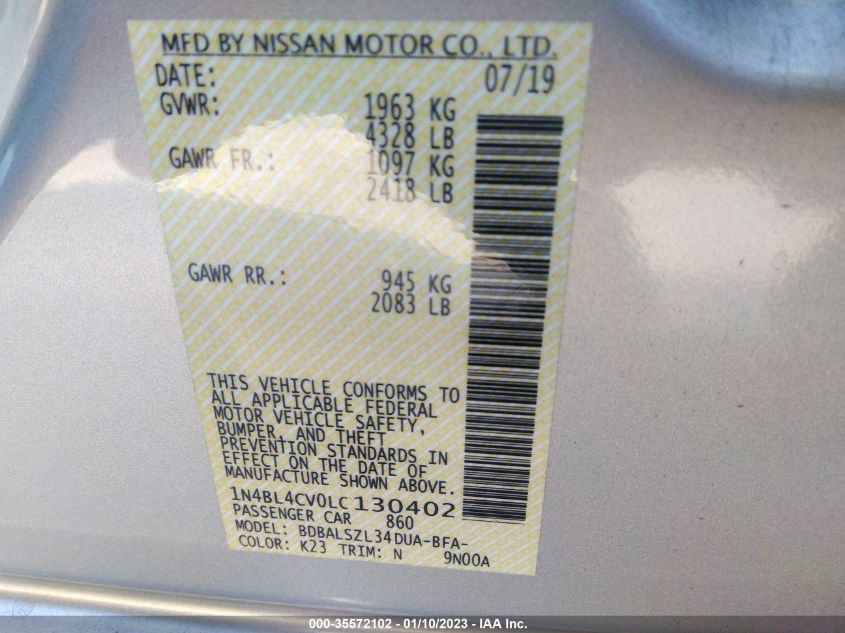 MFD BY NISSAN MOTOR CO., LTD.
DATE: 07/19
GVWR: 1963 KG
4328 LB
GAWR FR.: 1097 KG
2418 LB
GAWR RR.: 945 KG
2083 LB
THIS VEHICLE CONFORMS TO
ALL APPLICABLE FEDERAL
MOTOR VEHICLE SAFETY,
BUMPER, AND THEFT
PREVENTION STANDARDS IN
EFFECT ON THE DATE OF
MANUFACTURE SHOWN ABOVE.
1N4BL4CV0LC130402
PASSENGER CAR 860
MODEL: BDBALSZL34DUA-BFA-
COLOR: K23 TRIM: N 9N00A
000-35572102 - 01/10/2023 - IAA Inc.